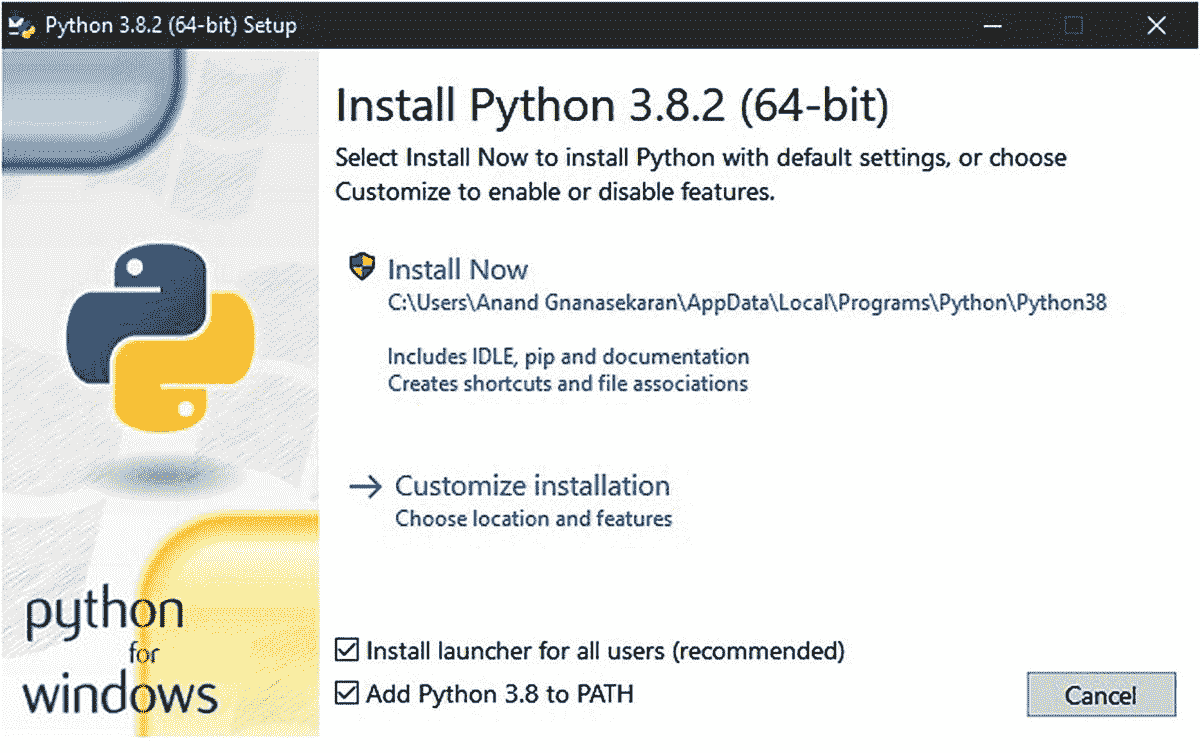 Python 3.8.2 (64-bit) Setup
Install Python 3.8.2 (64-bit)
Select Install Now to install Python with default settings, or choose
Customize to enable or disable features.
Install Now
C:\Users\Anand Gnanasekaran\AppData\Local\Programs\Python\Python38
Includes IDLE, pip and documentation
Creates shortcuts and file associations
Customize installation
Choose location and features
python
for
windows
Install launcher for all users (recommended)
Add Python 3.8 to PATH
Cancel